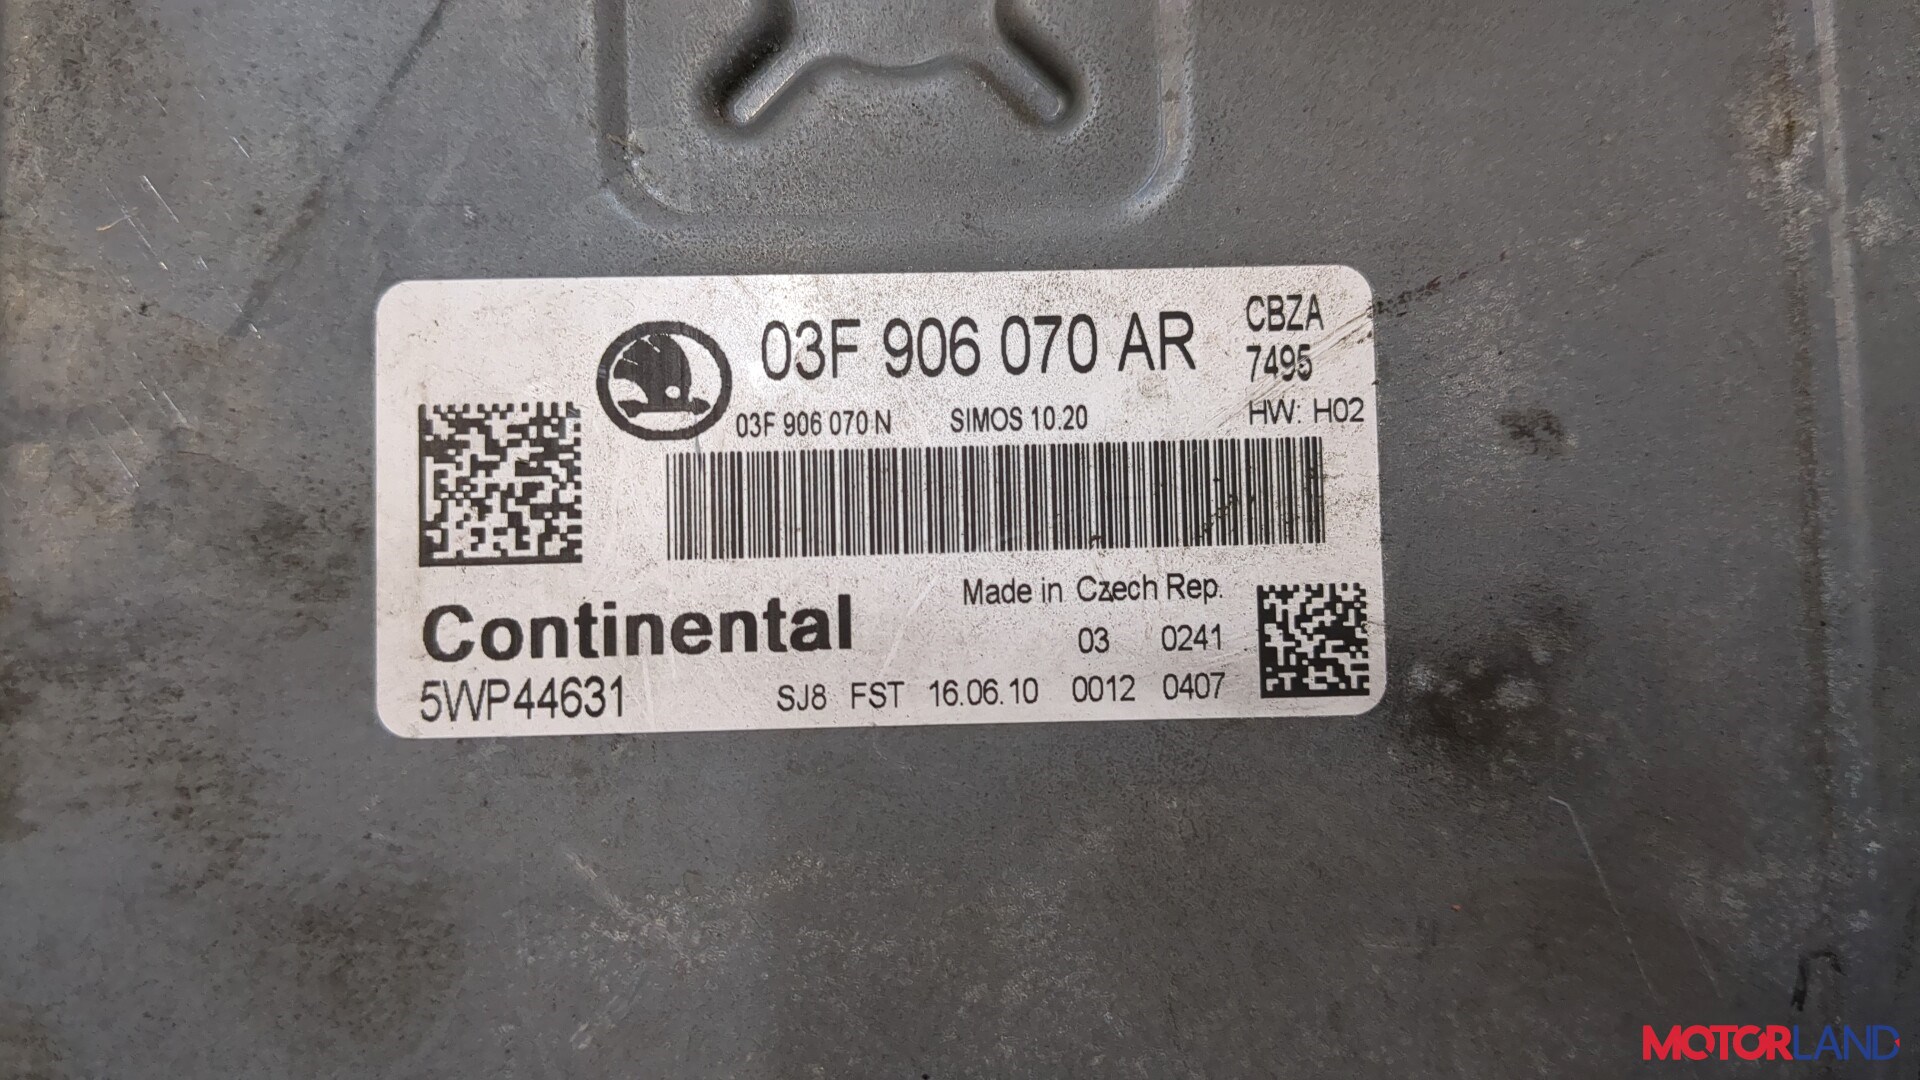 03F 906 070 AR
CBZA
7495
03F 906 070 N SIMOS 10.20
HW: H02
Made in Czech Rep.
Continental
03 0241
5WP44631 SJ8 FST 16.06.10 0012 0407
MOTORLAND